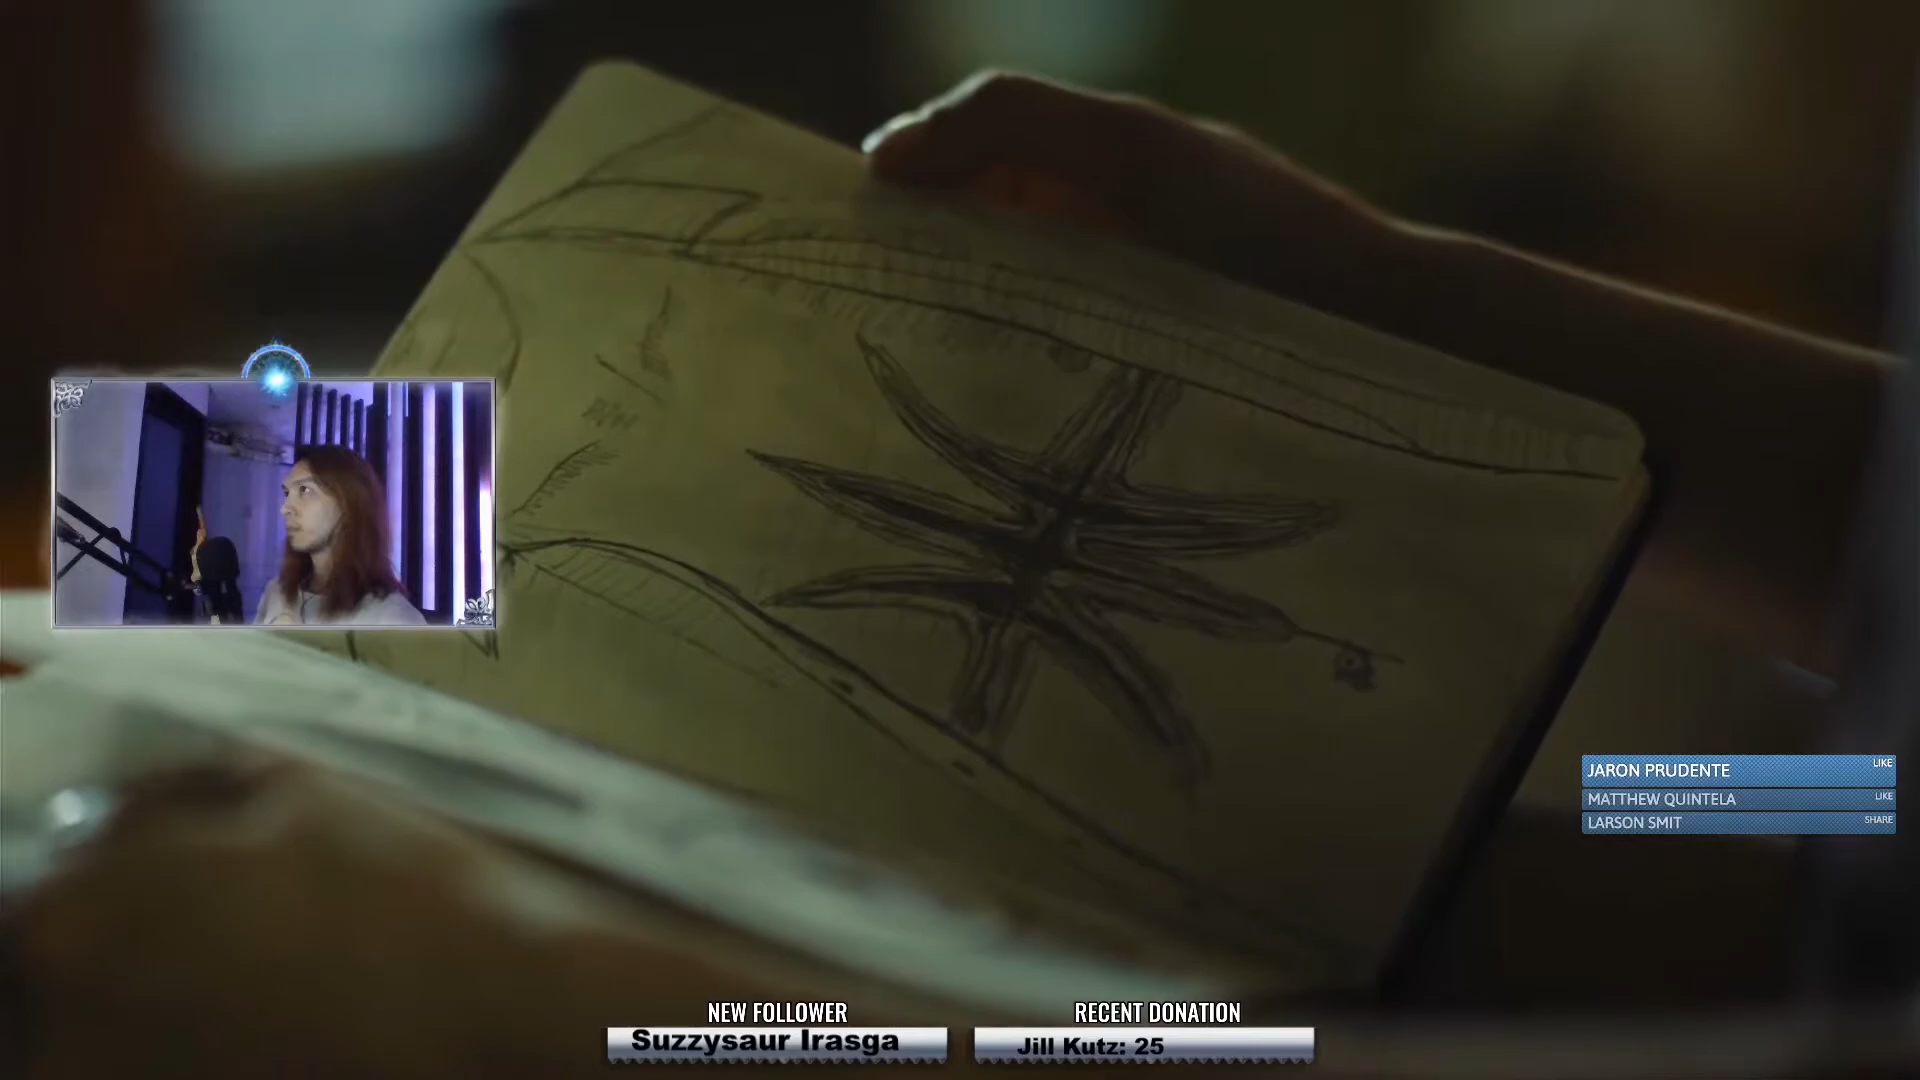 JARON PRUDENTE LIKE
MATTHEW QUINTELA LIKE
LARSON SMIT SHARE
NEW FOLLOWER
Suzzysaur Irasga
RECENT DONATION
Jill Kutz: 25